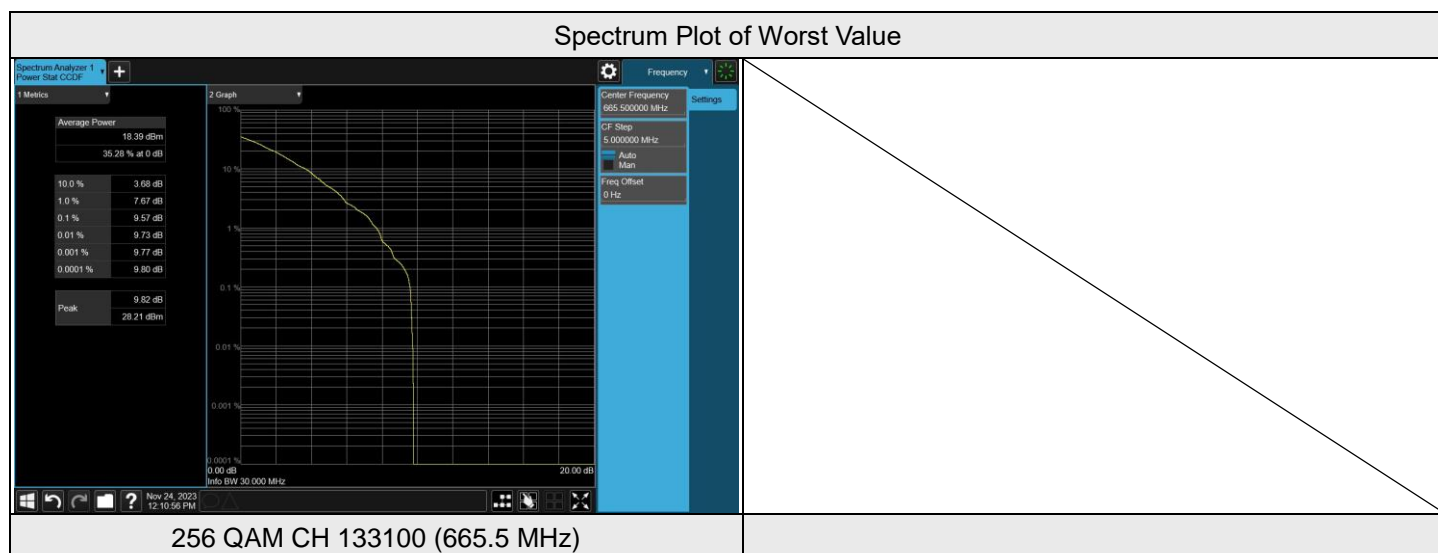 Spectrum Plot of Worst Value
Spectrum Analyzer 1
Power Stat CCDF
+
Frequency
1 Metrics
2 Graph
Center Frequency
665.500000 MHz
Settings
CF Step
5.000000 MHz
Auto
Man
Freq Offset
0 Hz
Average Power
18.39 dBm
35.28 % at 0 dB
10.0 % 3.68 dB
1.0 % 7.67 dB
0.1 % 9.57 dB
0.01 % 9.73 dB
0.001 % 9.77 dB
0.0001 % 9.80 dB
Peak
9.82 dB
28.21 dBm
100 %
10 %
1 %
0.1 %
0.01 %
0.001 %
0.0001 %
0.00 dB 20.00 dB
Info BW 30.000 MHz
?
Nov 24, 2023
12:10:56 PM
256 QAM CH 133100 (665.5 MHz)